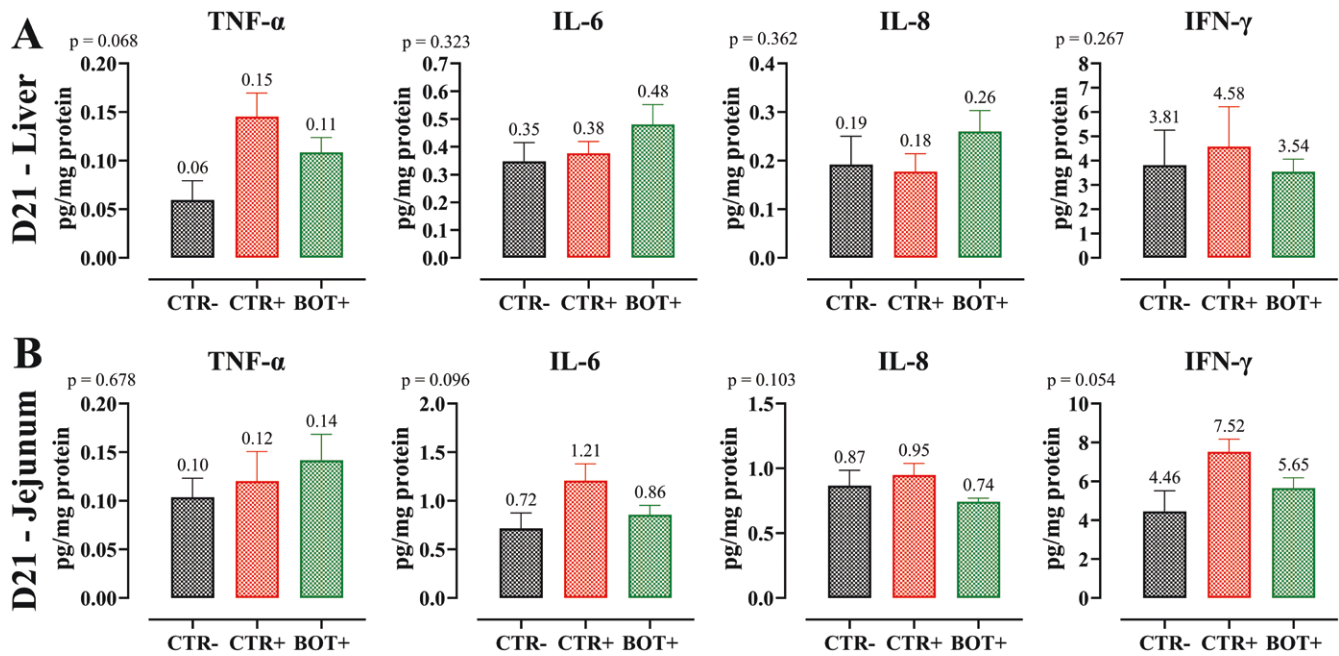 A
D21 - Liver
TNF-α
p = 0.068
pg/mg protein
0.20
0.15
0.10
0.05
0.00
0.06
0.15
0.11
CTR- CTR+ BOT+
IL-6
p = 0.323
pg/mg protein
0.7
0.6
0.5
0.4
0.3
0.2
0.1
0.0
0.35
0.38
0.48
CTR- CTR+ BOT+
IL-8
p = 0.362
pg/mg protein
0.4
0.3
0.2
0.1
0.0
0.19
0.18
0.26
CTR- CTR+ BOT+
IFN-γ
p = 0.267
pg/mg protein
8
7
6
5
4
3
2
1
0
3.81
4.58
3.54
CTR- CTR+ BOT+
B
D21 - Jejunum
TNF-α
p = 0.678
pg/mg protein
0.20
0.15
0.10
0.05
0.00
0.10
0.12
0.14
CTR- CTR+ BOT+
IL-6
p = 0.096
pg/mg protein
2.0
1.5
1.0
0.5
0.0
0.72
1.21
0.86
CTR- CTR+ BOT+
IL-8
p = 0.103
pg/mg protein
1.5
1.0
0.5
0.0
0.87
0.95
0.74
CTR- CTR+ BOT+
IFN-γ
p = 0.054
pg/mg protein
10
8
6
4
2
0
4.46
7.52
5.65
CTR- CTR+ BOT+